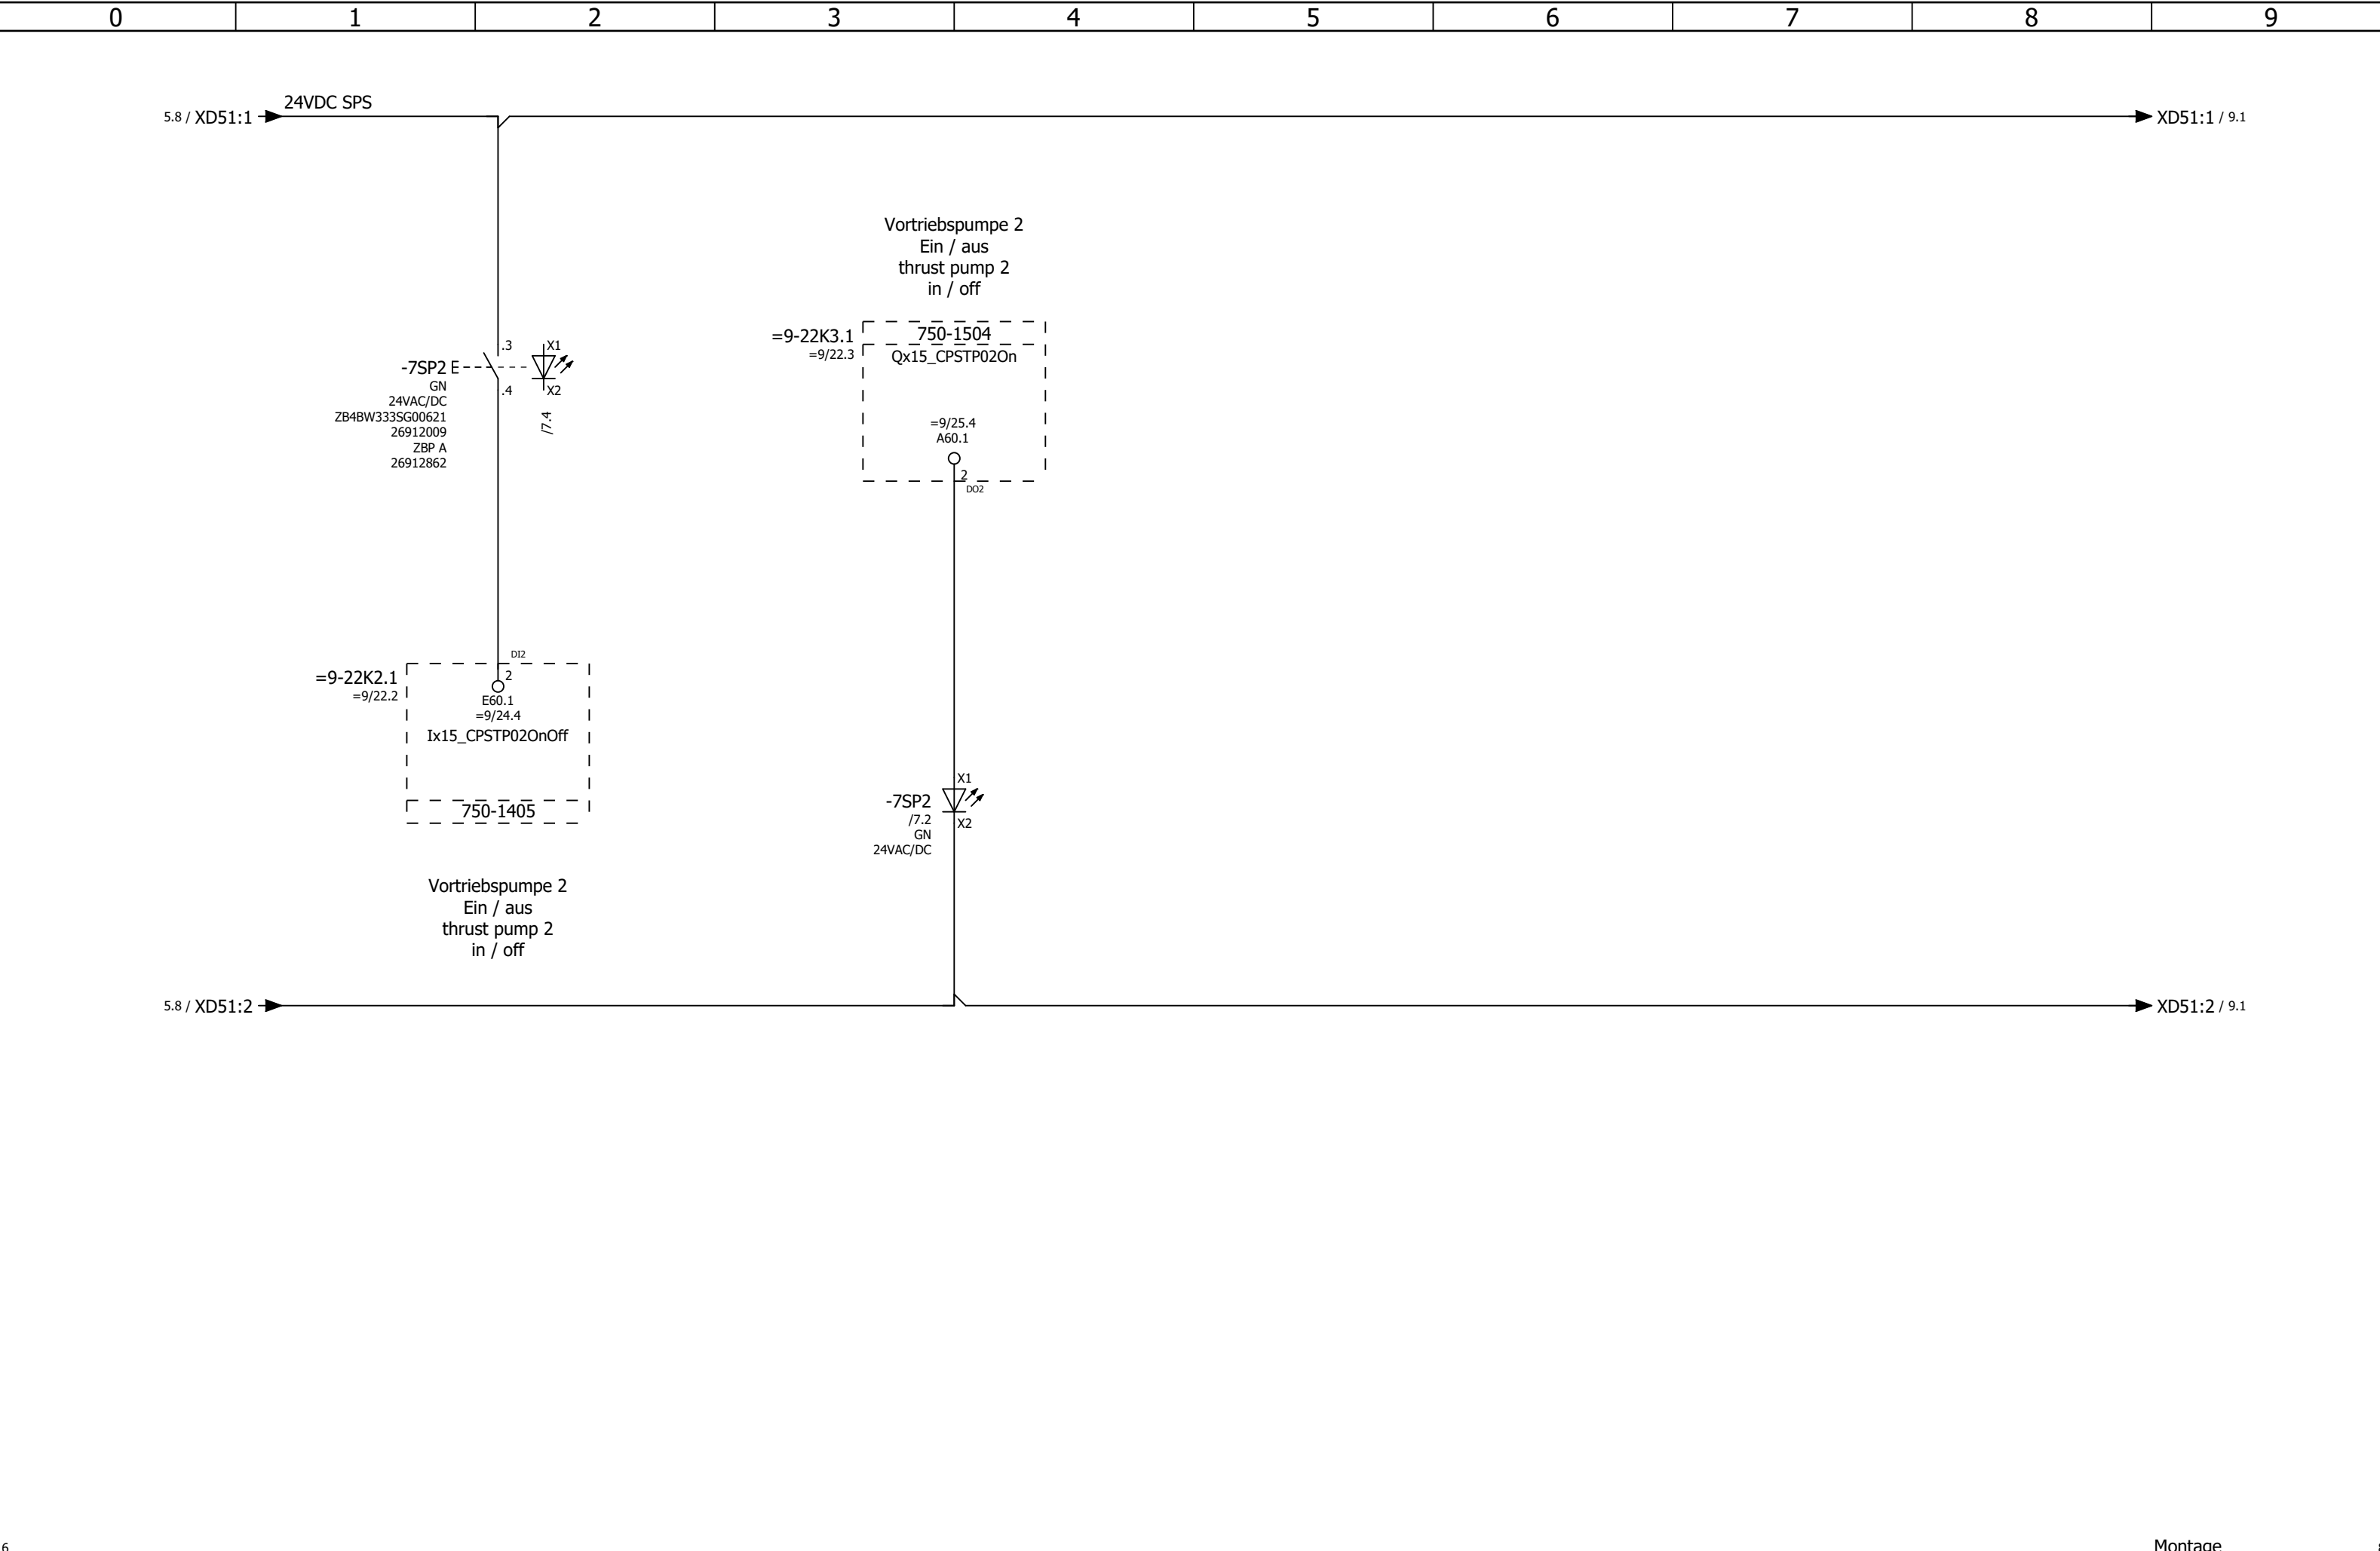 0 1 2 3 4 5 6 7 8 9
24VDC SPS
5.8 / XD51:1
XD51:1 / 9.1
Vortriebspumpe 2
Ein / aus
thrust pump 2
in / off
=9-22K3.1
=9/22.3
750-1504
Qx15_CPSTP02On
=9/25.4
A60.1
2
DO2
.3
X1
-7SP2
.4
X2
GN
24VAC/DC
ZB4BW333SG00621
26912009
ZBP A
26912862
/7.4
DI2
2
=9-22K2.1
=9/22.2
E60.1
=9/24.4
Ix15_CPSTP02OnOff
750-1405
X1
-7SP2
/7.2
X2
GN
24VAC/DC
Vortriebspumpe 2
Ein / aus
thrust pump 2
in / off
5.8 / XD51:2
XD51:2 / 9.1
6
Montage